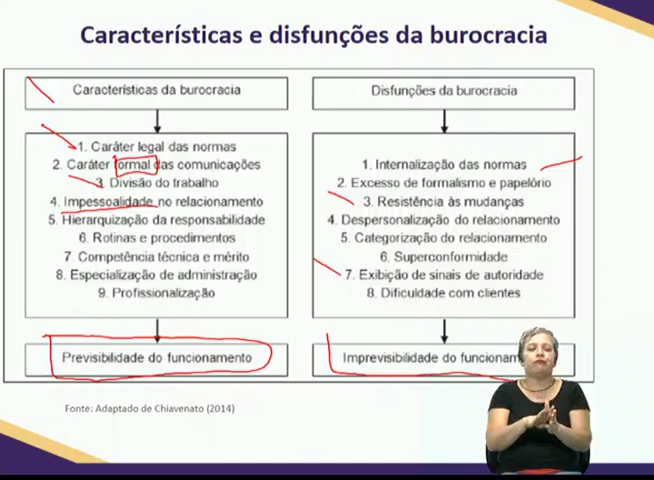 Características e disfunções da burocracia
Características da burocracia
1. Caráter legal das normas
2. Caráter formal das comunicações
3. Divisão do trabalho
4. Impessoalidade no relacionamento
5. Hierarquização da responsabilidade
6. Rotinas e procedimentos
7. Competência técnica e mérito
8. Especialização de administração
9. Profissionalização
Previsibilidade do funcionamento
Disfunções da burocracia
1. Internalização das normas
2. Excesso de formalismo e papelório
3. Resistência às mudanças
4. Despersonalização do relacionamento
5. Categorização do relacionamento
6. Superconformidade
7. Exibição de sinais de autoridade
8. Dificuldade com clientes
Imprevisibilidade do funcionam
Fonte: Adaptado de Chiavenato (2014)